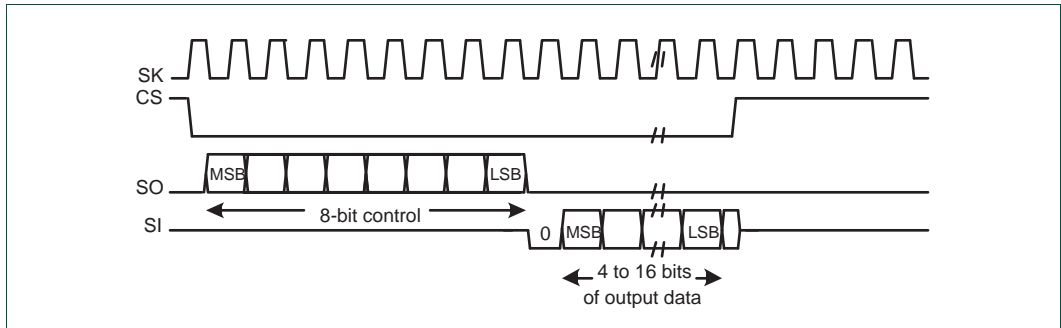 SK
CS
SO
MSB
LSB
8-bit control
SI
0
MSB
LSB
4 to 16 bits
of output data